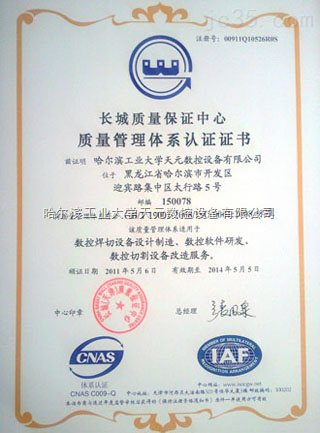 注册号: 00911Q10526R0S
长城质量保证中心
质量管理体系认证证书
兹证明 哈尔滨工业大学天元数控设备有限公司
位于 黑龙江省哈尔滨市开发区
迎宾路集中区太行路5号
邮编 150078
哈尔滨工业大学天元数控设备有限公司
该质量管理体系适用于
数控焊切设备设计制造、数控软件研发、
数控切割设备改造服务。
颁证日期 2011年5月6日 有效期至 2014年5月5日
中心印章 总经理
CNAS
体系认证
CNAS C009-Q
MEMBER OF MULTILATERAL
IAF